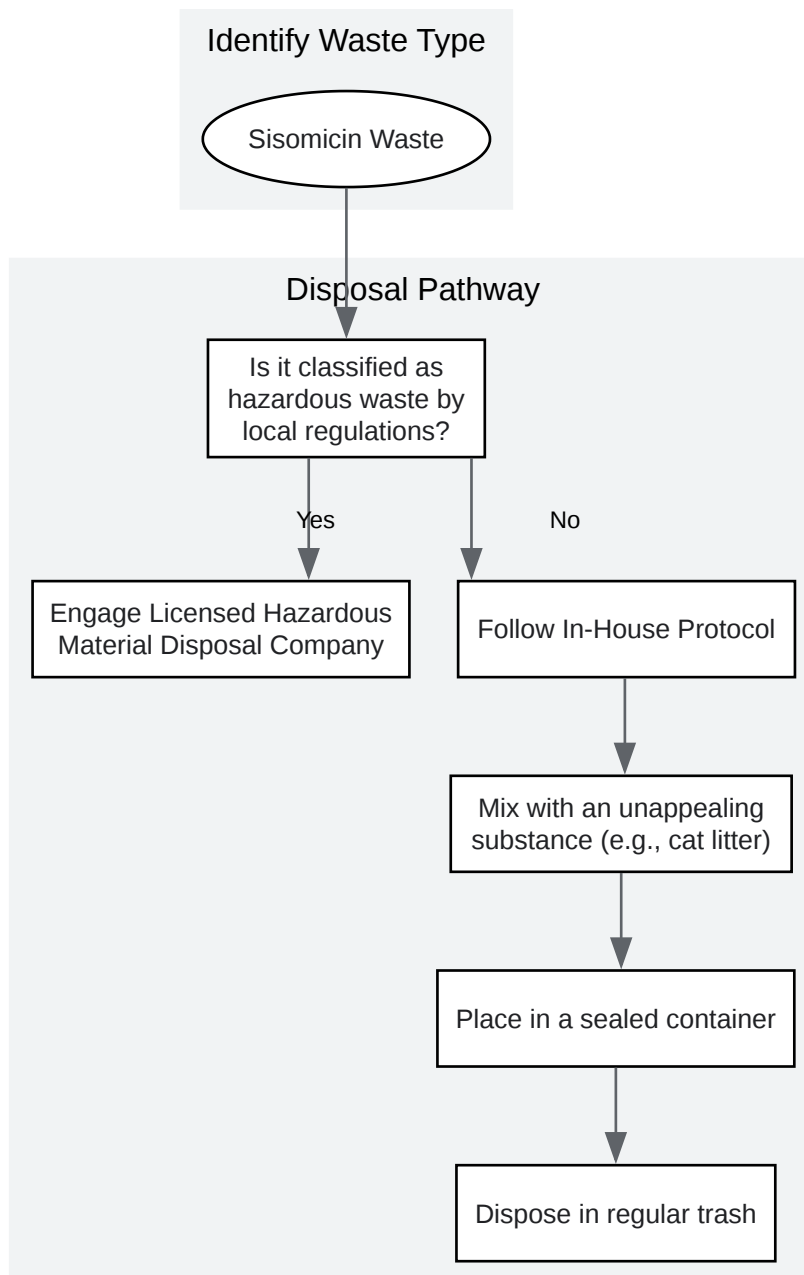 Identify Waste Type
Sisomicin Waste
Disposal Pathway
Is it classified as
hazardous waste by
local regulations?
Yes
No
Engage Licensed Hazardous
Material Disposal Company
Follow In-House Protocol
Mix with an unappealing
substance (e.g., cat litter)
Place in a sealed container
Dispose in regular trash